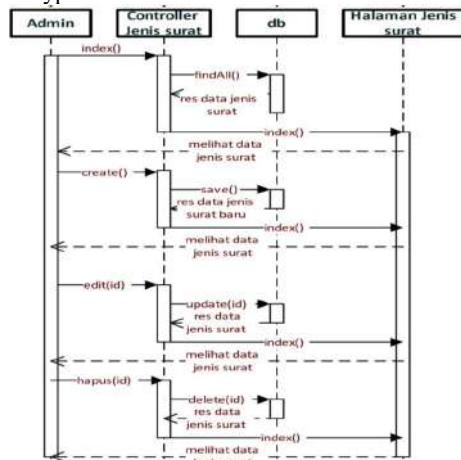 Admin
Controller
Jenis surat
db
Halaman Jenis
surat
index()
findAll()
res data jenis
surat
index()
melihat data
jenis surat
create()
save()
res data jenis
surat baru
index()
melihat data
jenis surat
edit(id)
update(id)
res data
jenis surat
index()
melihat data
jenis surat
hapus(id)
delete(id)
res data
jenis surat
index()
melihat data
jenis surat